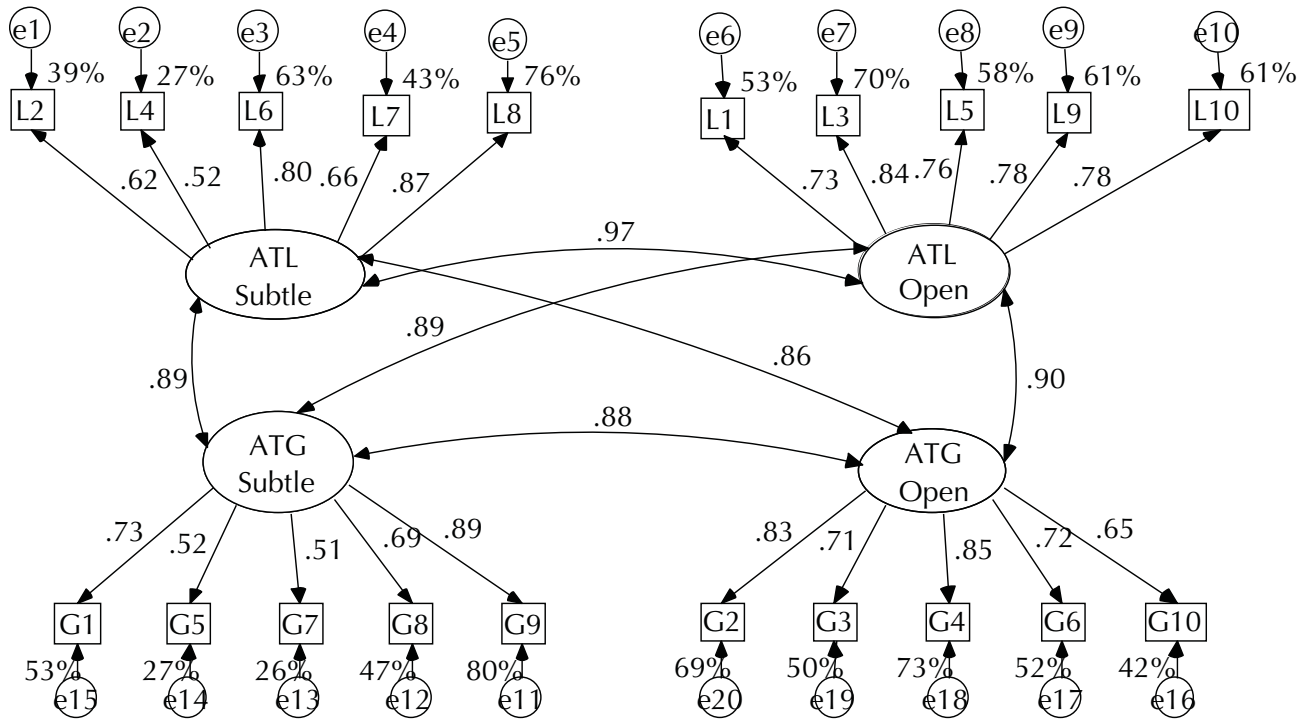 e1 e2 e3 e4 e5 e6 e7 e8 e9 e10
39% 27% 63% 43% 76% 53% 70% 58% 61% 61%
L2 L4 L6 L7 L8 L1 L3 L5 L9 L10
.62 .52 .80 .66 .87 .73 .84 .76 .78 .78
.97
ATL
Subtle
ATL
Open
.89
.86
.89
.90
.88
ATG
Subtle
ATG
Open
.73 .52 .51 .69 .89 .83 .71 .85 .72 .65
G1 G5 G7 G8 G9 G2 G3 G4 G6 G10
53% 27% 26% 47% 80% 69% 50% 73% 52% 42%
e15 e14 e13 e12 e11 e20 e19 e18 e17 e16